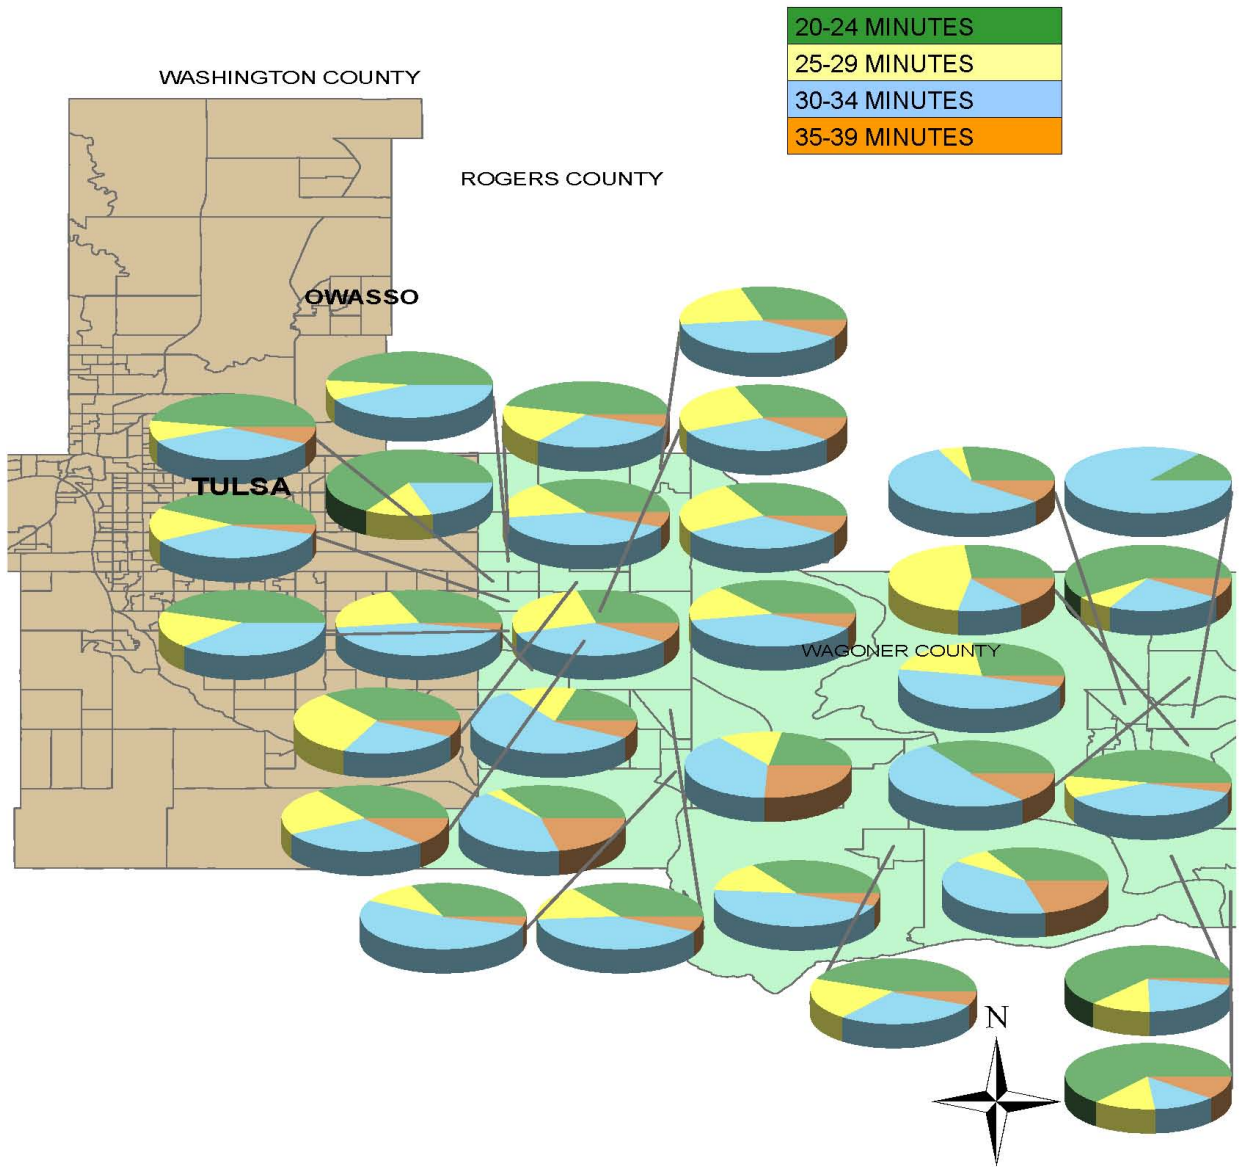 20-24 MINUTES
25-29 MINUTES
30-34 MINUTES
35-39 MINUTES
WASHINGTON COUNTY
ROGERS COUNTY
OWASSO
TULSA
WAGONER COUNTY
N